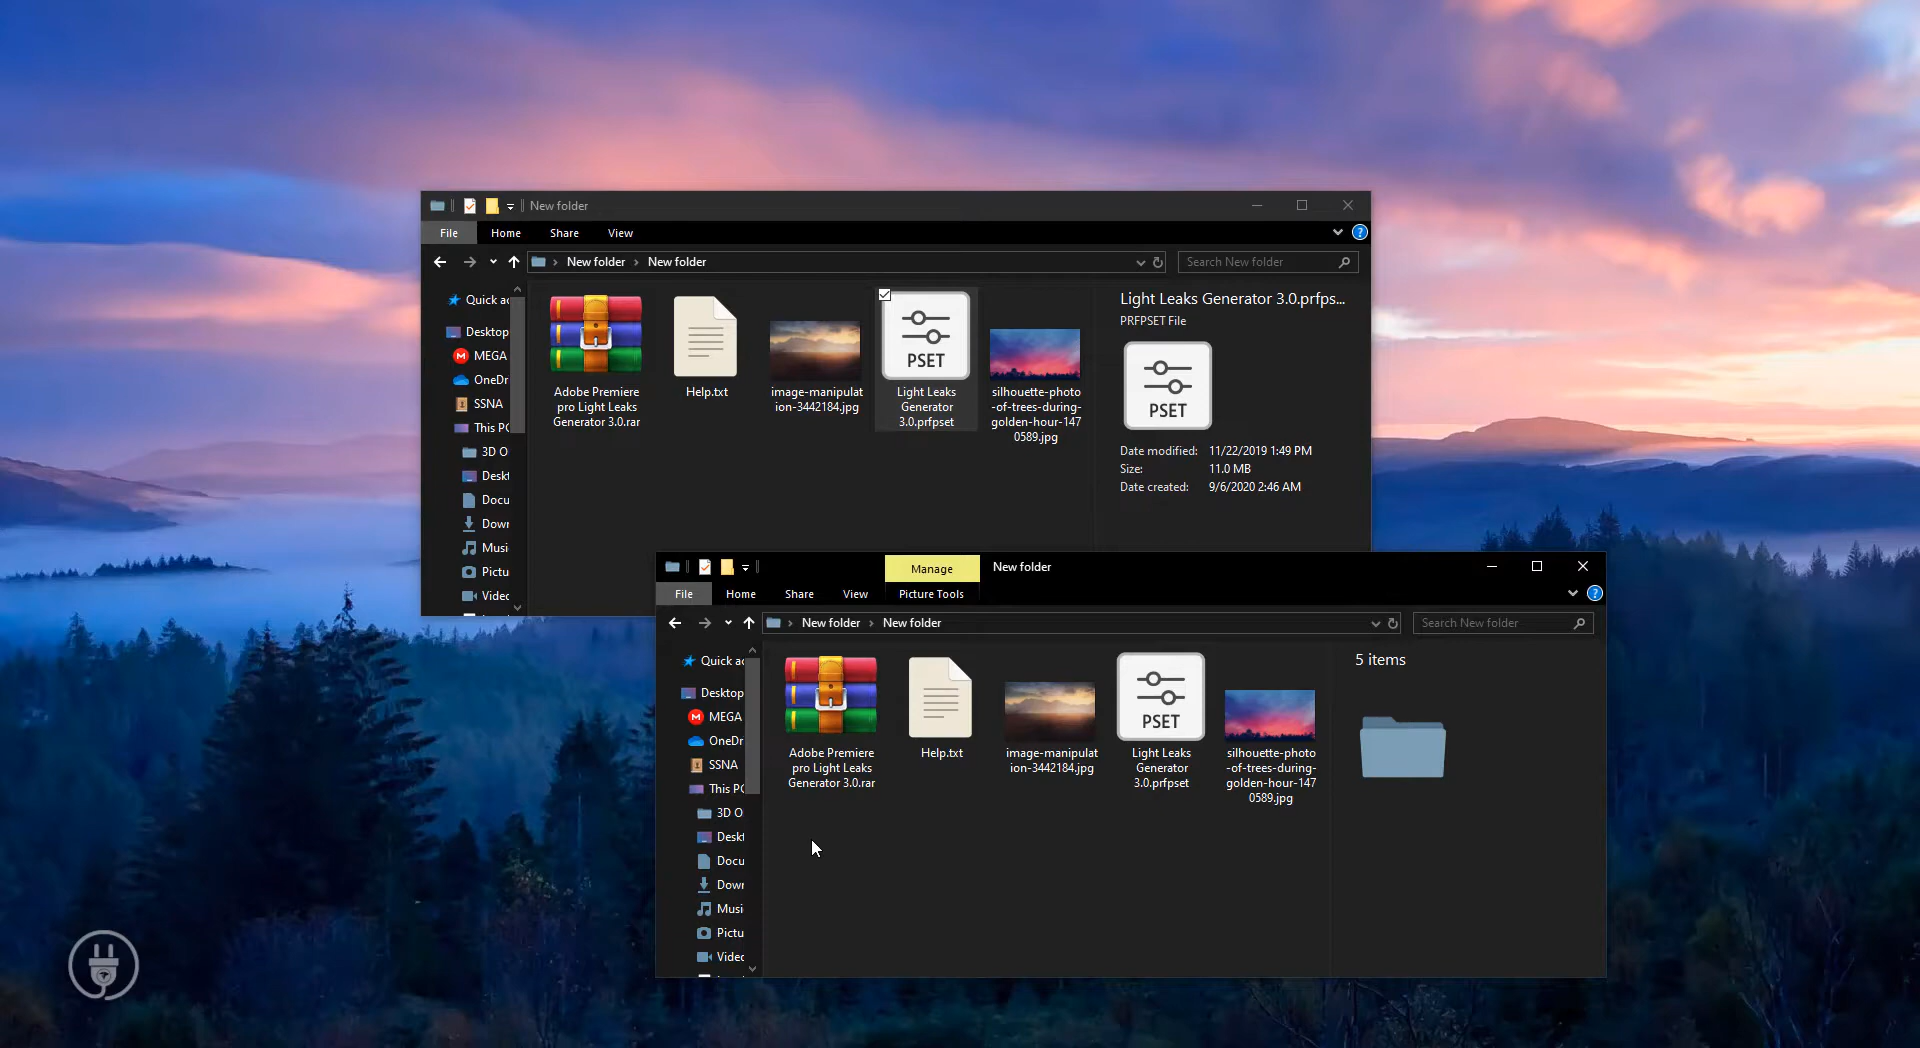 New folder
File Home Share View
New folder New folder
Search New folder
Quick ac
Desktop
MEGA
OneDr
SSNA
This PC
3D O
Deskt
Docu
Down
Music
Pictu
Video
Adobe Premiere
pro Light Leaks
Generator 3.0.rar
Help.txt
image-manipulat
ion-3442184.jpg
PSET
Light Leaks
Generator
3.0.prfpset
silhouette-photo
-of-trees-during-
golden-hour-147
0589.jpg
Light Leaks Generator 3.0.prfps...
PRFPSET File
PSET
Date modified: 11/22/2019 1:49 PM
Size: 11.0 MB
Date created: 9/6/2020 2:46 AM
Manage New folder
File Home Share View Picture Tools
New folder New folder
Search New folder
Quick ac
Desktop
MEGA
OneDr
SSNA
This PC
3D O
Deskt
Docu
Down
Music
Pictu
Video
Adobe Premiere
pro Light Leaks
Generator 3.0.rar
Help.txt
image-manipulat
ion-3442184.jpg
PSET
Light Leaks
Generator
3.0.prfpset
silhouette-photo
-of-trees-during-
golden-hour-147
0589.jpg
5 items